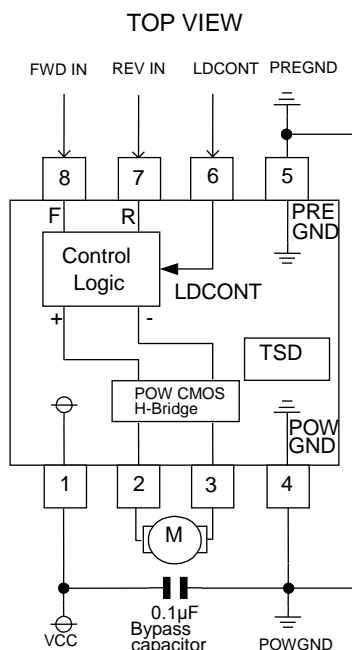 TOP VIEW
FWD IN REV IN LDCONT PREGND
8 7 6 5
F R PRE
GND
Control
Logic
LDCONT
+ -
TSD
POW CMOS
H-Bridge
POW
GND
1 2 3 4
M
0.1µF
Bypass
capacitor
VCC POWGND